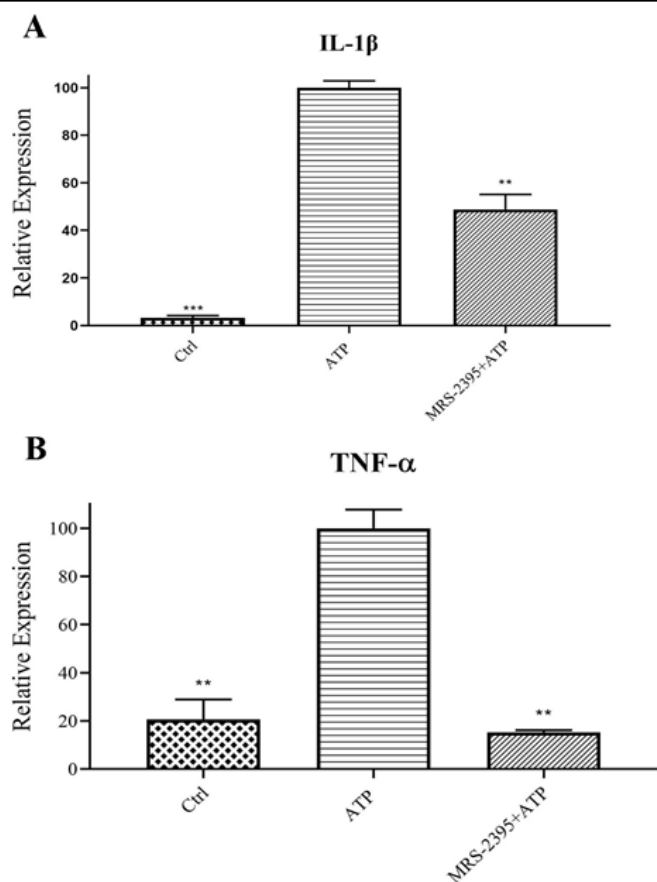 A
IL-1β
Relative Expression
100
80
60
40
20
0
***
**
Ctrl
ATP
MRS-2395+ATP
B
TNF-α
Relative Expression
100
80
60
40
20
0
**
**
Ctrl
ATP
MRS-2395+ATP